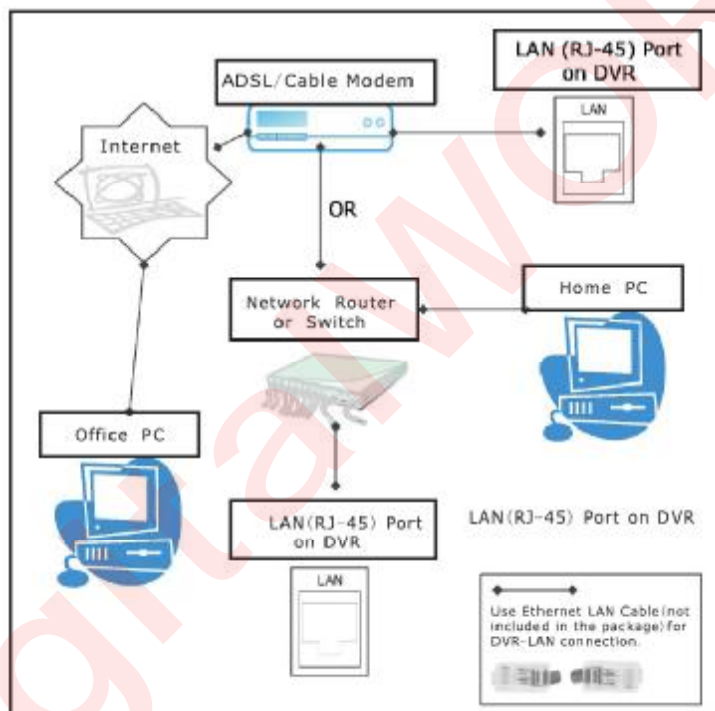 LAN (RJ-45) Port
on DVR
ADSL/Cable Modem
LAN
Internet
OR
Network Router
or Switch
Home PC
Office PC
LAN(RJ-45) Port
on DVR
LAN(RJ-45) Port on DVR
LAN
Use Ethernet LAN Cable(not
included in the package)for
DVR-LAN connection.